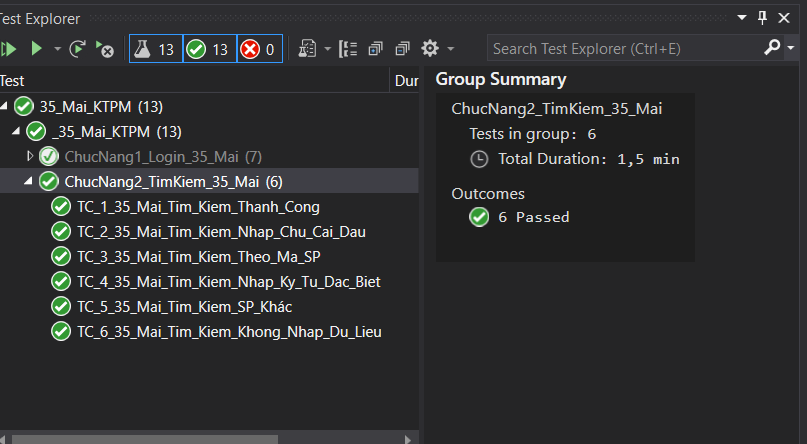 Test Explorer
13 13 0
Search Test Explorer (Ctrl+E)
Test Dur
35_Mai_KTPM (13)
_35_Mai_KTPM (13)
ChucNang1_Login_35_Mai (7)
ChucNang2_TimKiem_35_Mai (6)
TC_1_35_Mai_Tim_Kiem_Thanh_Cong
TC_2_35_Mai_Tim_Kiem_Nhap_Chu_Cai_Dau
TC_3_35_Mai_Tim_Kiem_Theo_Ma_SP
TC_4_35_Mai_Tim_Kiem_Nhap_Ky_Tu_Dac_Biet
TC_5_35_Mai_Tim_Kiem_SP_Khác
TC_6_35_Mai_Tim_Kiem_Khong_Nhap_Du_Lieu
Group Summary
ChucNang2_TimKiem_35_Mai
Tests in group: 6
Total Duration: 1,5 min
Outcomes
6 Passed